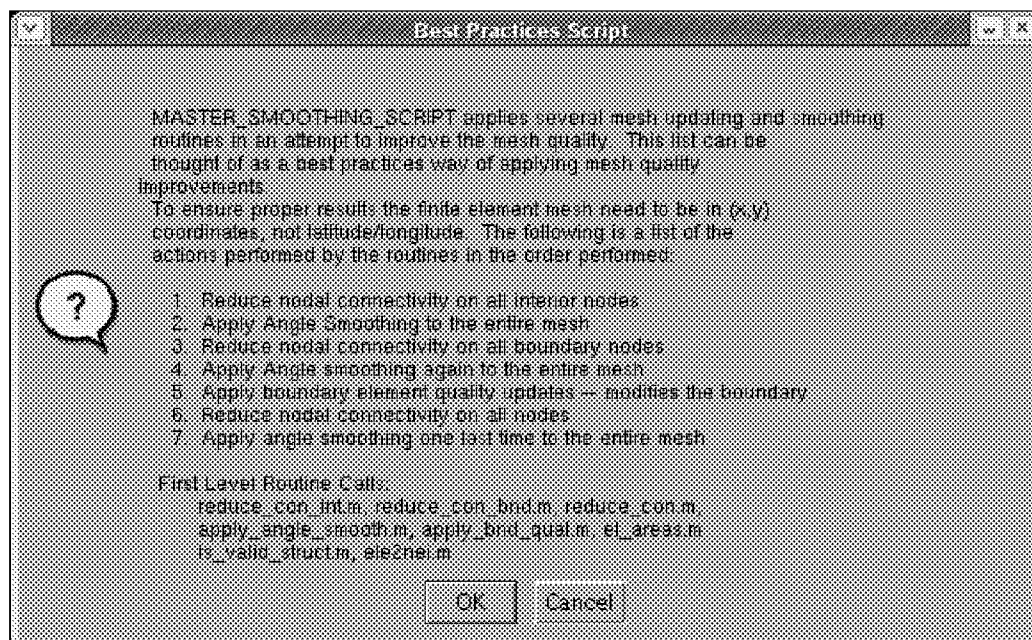 Best Practices Script
MASTER_SMOOTHING_SCRIPT applies several mesh updating and smoothing
routines in an attempt to improve the mesh quality. This list can be
thought of as a best practices way of applying mesh quality
improvements.
To ensure proper results the finite element mesh need to be in (x,y)
coordinates, not latitude/longitude. The following is a list of the
actions performed by the routines in the order performed:
?
1. Reduce nodal connectivity on all interior nodes
2. Apply Angle Smoothing to the entire mesh
3. Reduce nodal connectivity on all boundary nodes
4. Apply Angle smoothing again to the entire mesh
5. Apply boundary element quality updates -- modifies the boundary
6. Reduce nodal connectivity on all nodes
7. Apply angle smoothing one last time to the entire mesh
First Level Routine Calls:
reduce_con_int.m, reduce_con_bnd.m, reduce_con.m,
apply_angle_smooth.m, apply_bnd_qual.m, el_areas.m
is_valid_struct.m, ele2nei.m
OK Cancel